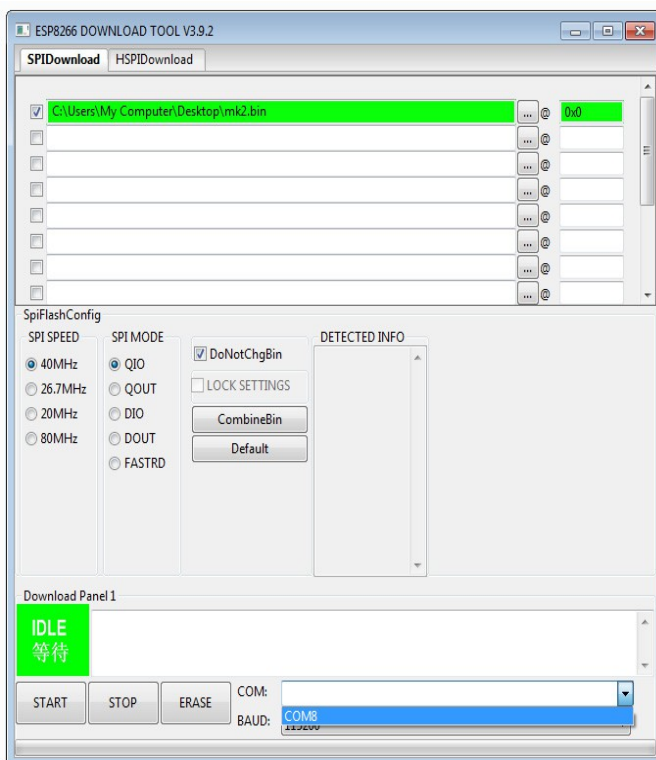 ESP8266 DOWNLOAD TOOL V3.9.2
SPIDownload HSPIDownload
C:\Users\My Computer\Desktop\mk2.bin ... @ 0x0
... @
... @
... @
... @
... @
... @
... @
SpiFlashConfig
SPI SPEED SPI MODE DETECTED INFO
40MHz QIO DoNotChgBin
26.7MHz QOUT LOCK SETTINGS
20MHz DIO CombineBin
80MHz DOUT Default
FASTRD
Download Panel 1
IDLE
等待
START STOP ERASE COM:
BAUD: COM8